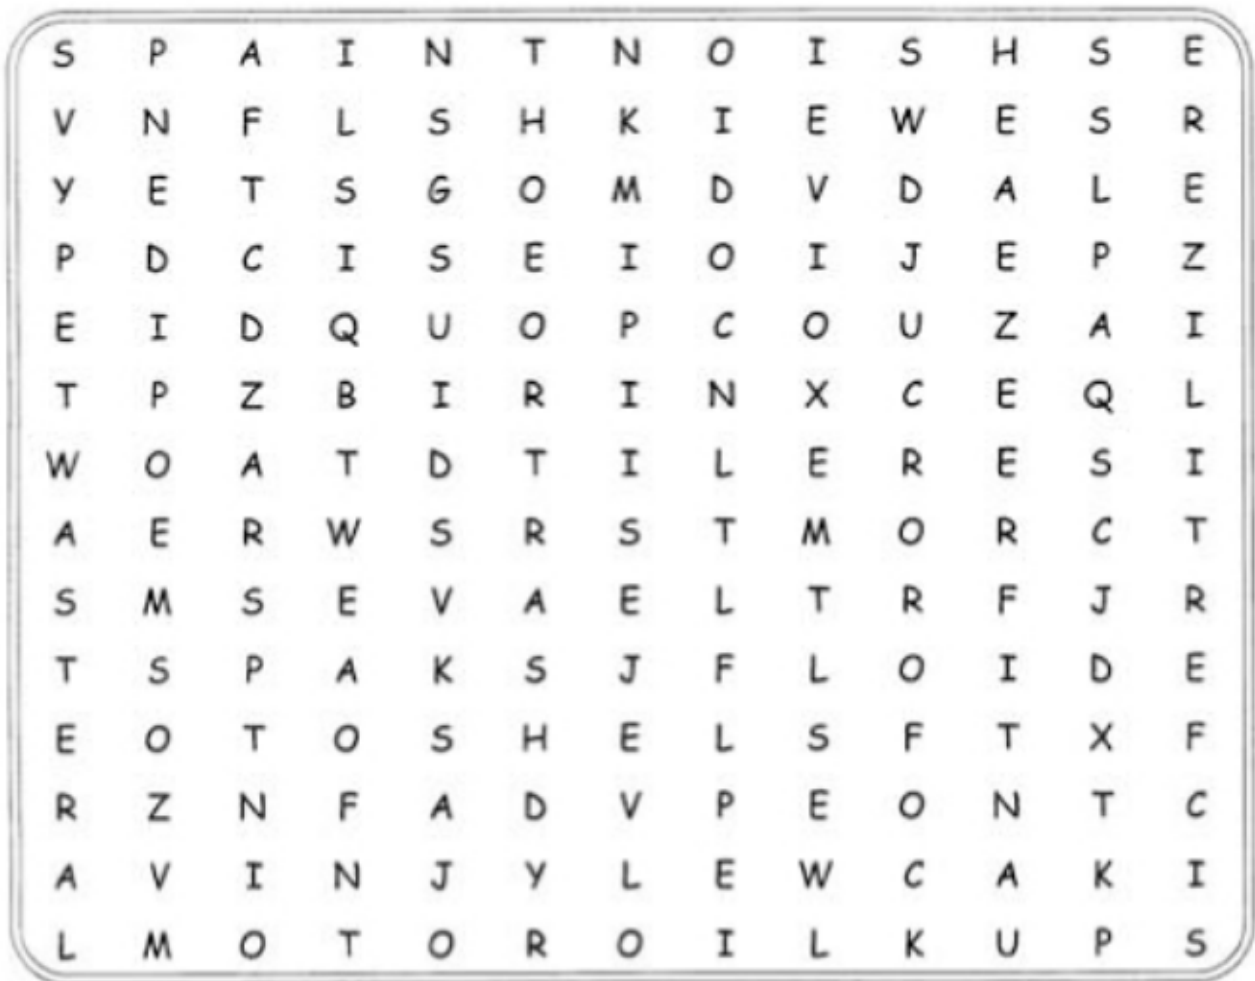 S P A I N T N O I S H S E
V N F L S H K I E W E S R
Y E T S G O M D V D A L E
P D C I S E I O I J E P Z
E I D Q U O P C O U Z A I
T P Z B I R I N X C E Q L
W O A T D T I L E R E S I
A E R W S R S T M O R C T
S M S E V A E L T R F J R
T S P A K S J F L O I D E
E O T O S H E L S F T X F
R Z N F A D V P E O N T C
A V I N J Y L E W C A K I
L M O T O R O I L K U P S